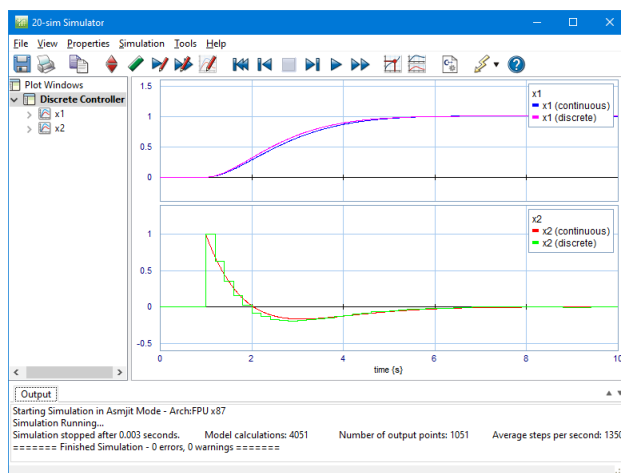 20-sim Simulator
File View Properties Simulation Tools Help
Plot Windows
Discrete Controller
x1
x2
1.5
1
0.5
0
x1
x1 (continuous)
x1 (discrete)
1
0.5
0
-0.5
x2
x2 (continuous)
x2 (discrete)
0 2 4 6 8 10
time {s}
Output
Starting Simulation in Asmjit Mode - Arch:FPU x87
Simulation Running...
Simulation stopped after 0.003 seconds. Model calculations: 4051 Number of output points: 1051 Average steps per second: 1350
======= Finished Simulation - 0 errors, 0 warnings =======